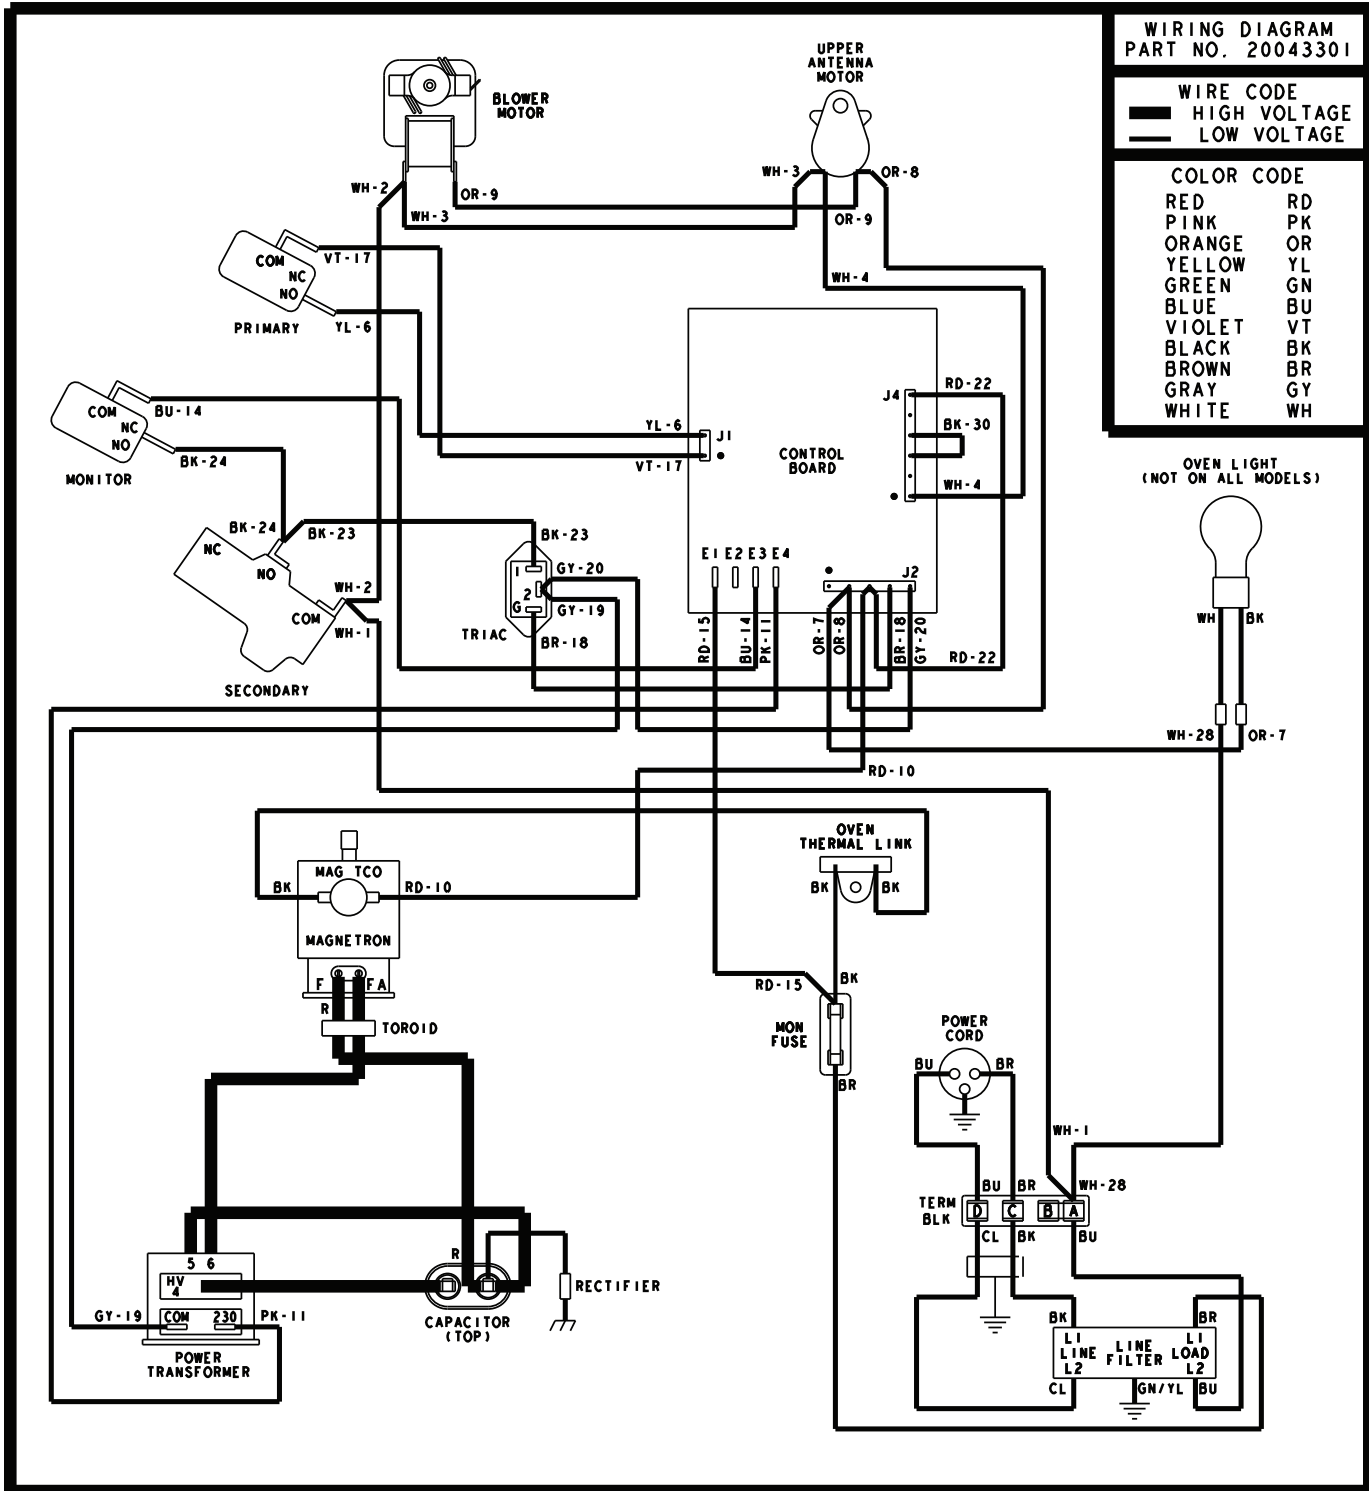 WIRING DIAGRAM
PART NO. 20043301
WIRE CODE
HIGH VOLTAGE
LOW VOLTAGE
COLOR CODE
RED RD
PINK PK
ORANGE OR
YELLOW YL
GREEN GN
BLUE BU
VIOLET VT
BLACK BK
BROWN BR
GRAY GY
WHITE WH
UPPER
ANTENNA
MOTOR
BLOWER
MOTOR
WH-3
OR-8
WH-2
OR-9
WH-3
OR-9
COM
VT-17
NC
NO
WH-4
PRIMARY
YL-6
COM
BU-14
NC
NO
BK-24
MONITOR
J4
RD-22
YL-6
J1
BK-30
CONTROL
BOARD
VT-17
WH-4
OVEN LIGHT
(NOT ON ALL MODELS)
BK-24
BK-23
BK-23
NC
NO
E1 E2 E3 E4
1
GY-20
J2
WH-2
2
G
GY-19
COM
WH-1
TRIAC
BR-18
RD-15
BU-14
PK-11
OR-7
OR-8
BR-18
GY-20
RD-22
WH
BK
SECONDARY
WH-28
OR-7
RD-10
OVEN
THERMAL LINK
MAG TCO
BK
RD-10
BK
BK
MAGNETRON
F
FA
R
TOROID
RD-15
BK
MON
FUSE
BR
POWER
CORD
BU
BR
WH-1
BU
BR
WH-28
TERM
BLK
D
C
B
A
CL
BK
BU
5 6
R
HV
4
RECTIFIER
GY-19
COM
230
PK-11
CAPACITOR
(TOP)
POWER
TRANSFORMER
BK
BR
L1
LINE
L2
LINE
FILTER
L1
LOAD
L2
CL
GN/YL
BU